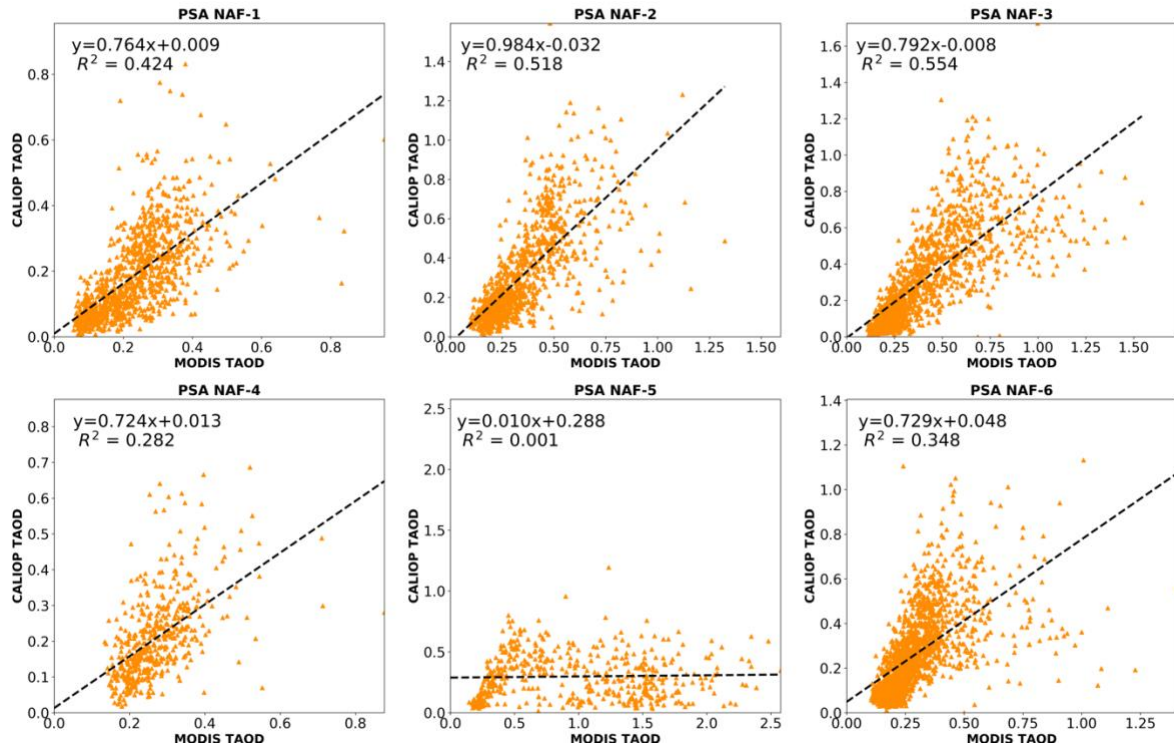 PSA NAF-1
y=0.764x+0.009
R² = 0.424
CALIOP TAOD
0.8
0.6
0.4
0.2
0.0
0.0 0.2 0.4 0.6 0.8
MODIS TAOD
PSA NAF-2
y=0.984x-0.032
R² = 0.518
CALIOP TAOD
1.4
1.2
1.0
0.8
0.6
0.4
0.2
0.0
0.0 0.25 0.50 0.75 1.00 1.25 1.50
MODIS TAOD
PSA NAF-3
y=0.792x-0.008
R² = 0.554
CALIOP TAOD
1.6
1.4
1.2
1.0
0.8
0.6
0.4
0.2
0.0
0.00 0.25 0.50 0.75 1.00 1.25 1.50
MODIS TAOD
PSA NAF-4
y=0.724x+0.013
R² = 0.282
CALIOP TAOD
0.8
0.7
0.6
0.5
0.4
0.3
0.2
0.1
0.0
0.0 0.2 0.4 0.6 0.8
MODIS TAOD
PSA NAF-5
y=0.010x+0.288
R² = 0.001
CALIOP TAOD
2.5
2.0
1.5
1.0
0.5
0.0
0.0 0.5 1.0 1.5 2.0 2.5
MODIS TAOD
PSA NAF-6
y=0.729x+0.048
R² = 0.348
CALIOP TAOD
1.4
1.2
1.0
0.8
0.6
0.4
0.2
0.0
0.00 0.25 0.50 0.75 1.00 1.25
MODIS TAOD